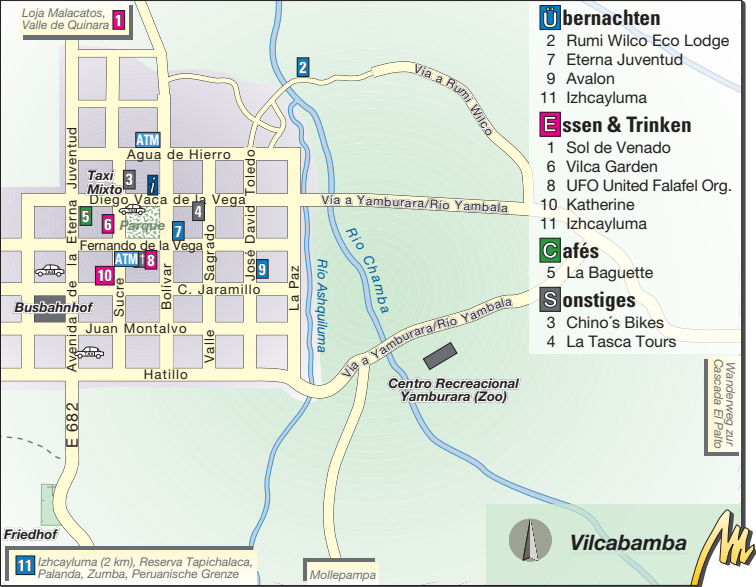 Loja Malacatos,
Valle de Quinara 1
Übernachten
2 Rumi Wilco Eco Lodge
7 Eterna Juventud
9 Avalon
11 Izhcayluma
Essen & Trinken
1 Sol de Venado
6 Vilca Garden
8 UFO United Falafel Org.
10 Katherine
11 Izhcayluma
Cafés
5 La Baguette
Sonstiges
3 Chino´s Bikes
4 La Tasca Tours
2
Via a Rumi Wilco
ATM
Agua de Hierro
Taxi
Mixto
3
i
Diego Vaca de la Vega
Via a Yamburara/Rio Yambala
5
6
Parque
7
4
Fernando de la Vega
ATM
8
10
9
C. Jaramillo
Busbahnhof
Juan Montalvo
Hatillo
Avenida de la Eterna Juventud
Sucre
Bolivar
Valle Sagrado
José David Toledo
La Paz
Río Ashquiluma
Rio Chamba
Via a Yamburara/Rio Yambala
Centro Recreacional
Yamburara (Zoo)
Wanderweg zur
Cascada El Palto
E 682
Friedhof
11 Izhcayluma (2 km), Reserva Tapichalaca,
Palanda, Zumba, Peruanische Grenze
Mollepampa
Vilcabamba